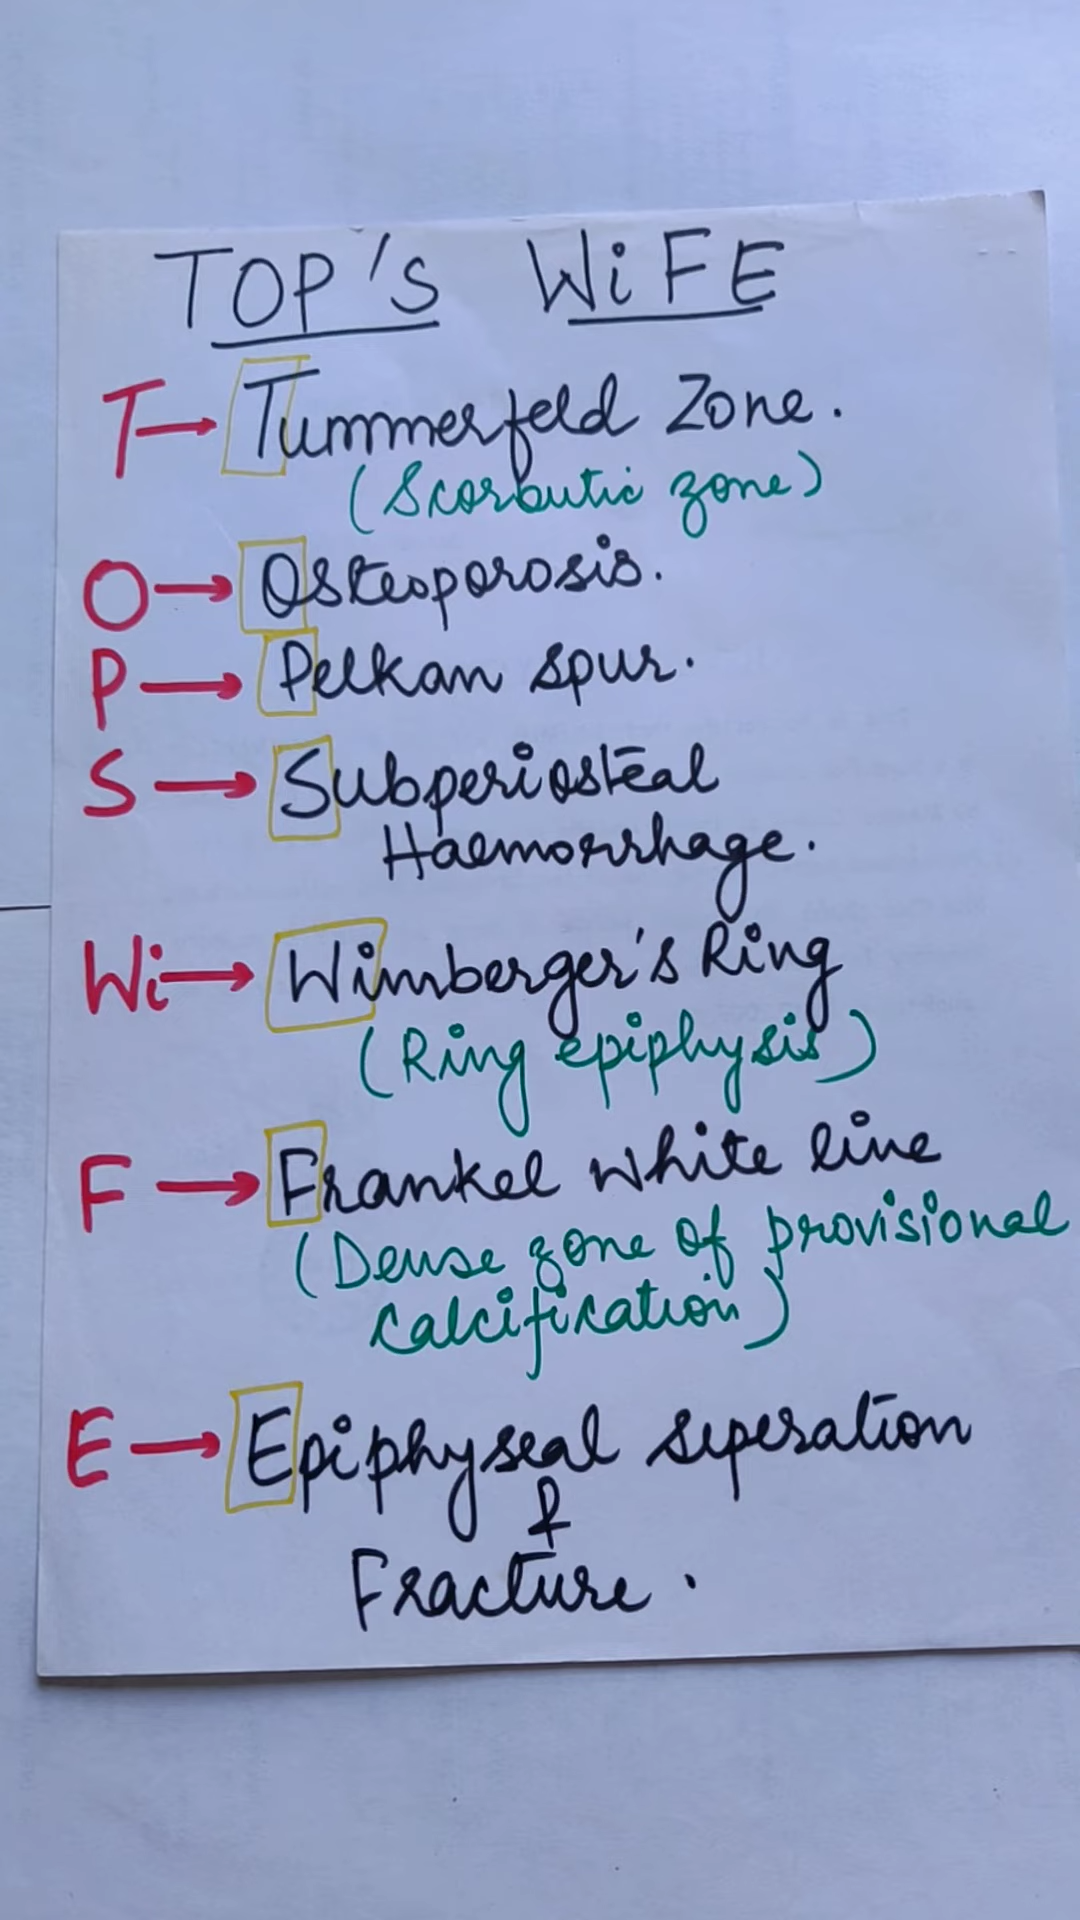 TOP's WiFE
T→ Tummerfeld Zone.
(Scorbutic zone)
O→ Osteoporosis.
P→ Pelkan spur.
S→ Subperiosteal
Haemorrhage.
Wi→ Wimberger's Ring
(Ring epiphysis)
F→ Frankel white line
(Dense zone of provisional
calcification)
E→ Epiphyseal seperation
&
Fracture.